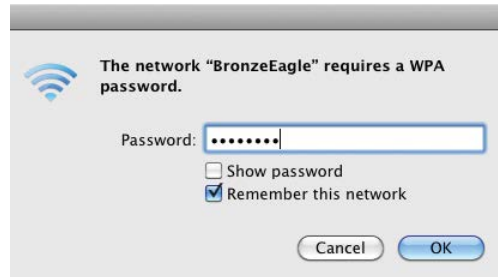 The network “BronzeEagle” requires a WPA
password.
Password: ••••••••
Show password
Remember this network
Cancel OK